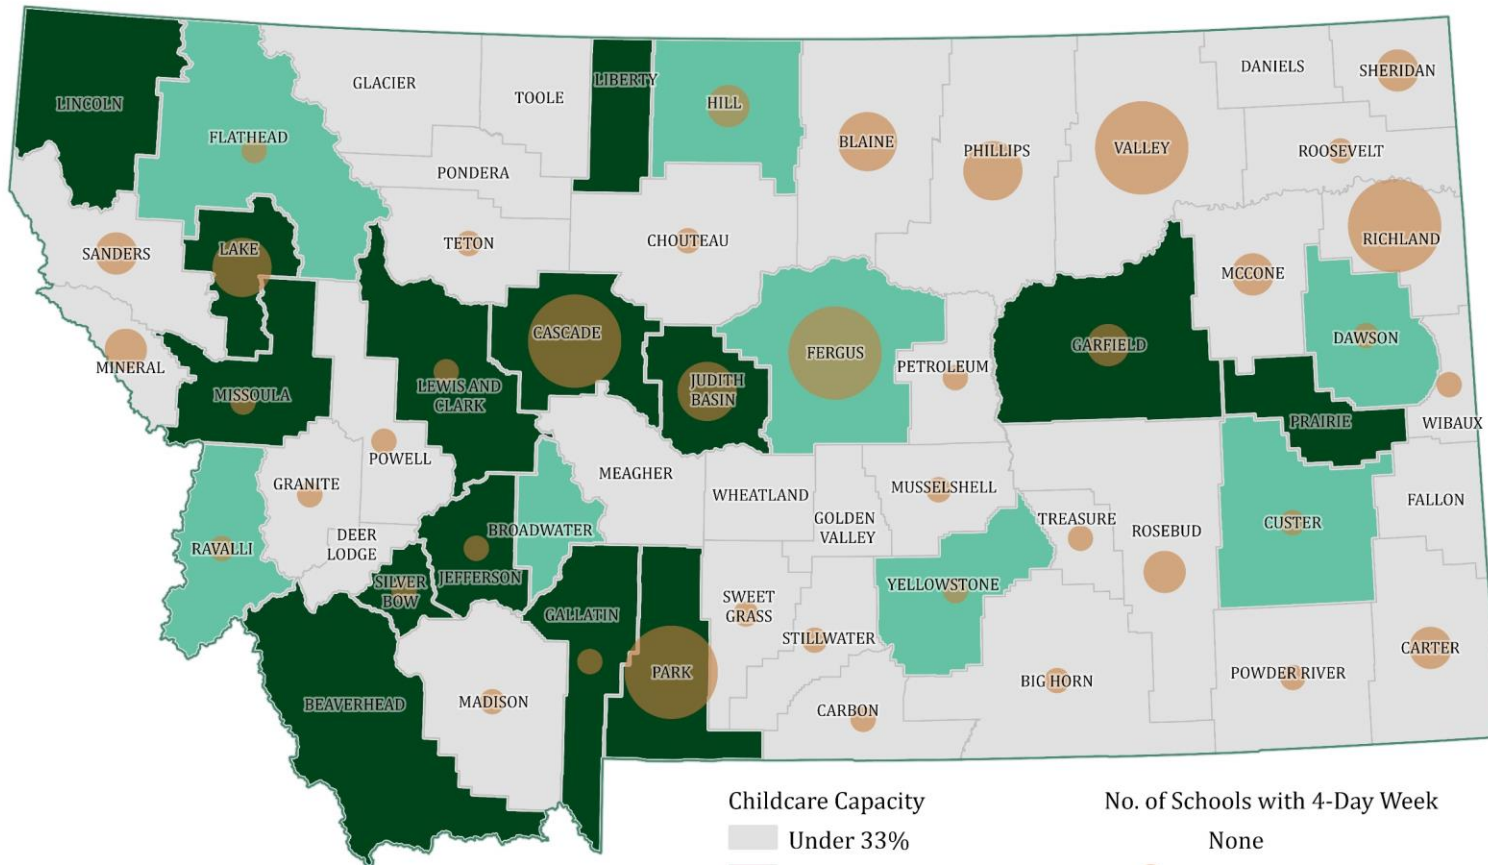 LINCOLN
FLATHEAD
GLACIER
TOOLE
LIBERTY
HILL
BLAINE
PHILLIPS
VALLEY
DANIELS
SHERIDAN
ROOSEVELT
PONDERA
SANDERS
LAKE
TETON
CHOUTEAU
RICHLAND
MCCONE
MINERAL
MISSOULA
LEWIS AND
CLARK
CASCADE
JUDITH
BASIN
FERGUS
PETROLEUM
GARFIELD
DAWSON
PRAIRIE
WIBAUX
POWELL
GRANITE
DEER
LODGE
RAVALLI
MEAGHER
BROADWATER
WHEATLAND
GOLDEN
VALLEY
MUSSELSHELL
TREASURE
ROSEBUD
CUSTER
FALLON
SILVER
BOW
JEFFERSON
GALLATIN
PARK
SWEET
GRASS
STILLWATER
YELLOWSTONE
BIG HORN
POWDER RIVER
CARTER
BEAVERHEAD
MADISON
CARBON
Childcare Capacity
Under 33%
No. of Schools with 4-Day Week
None